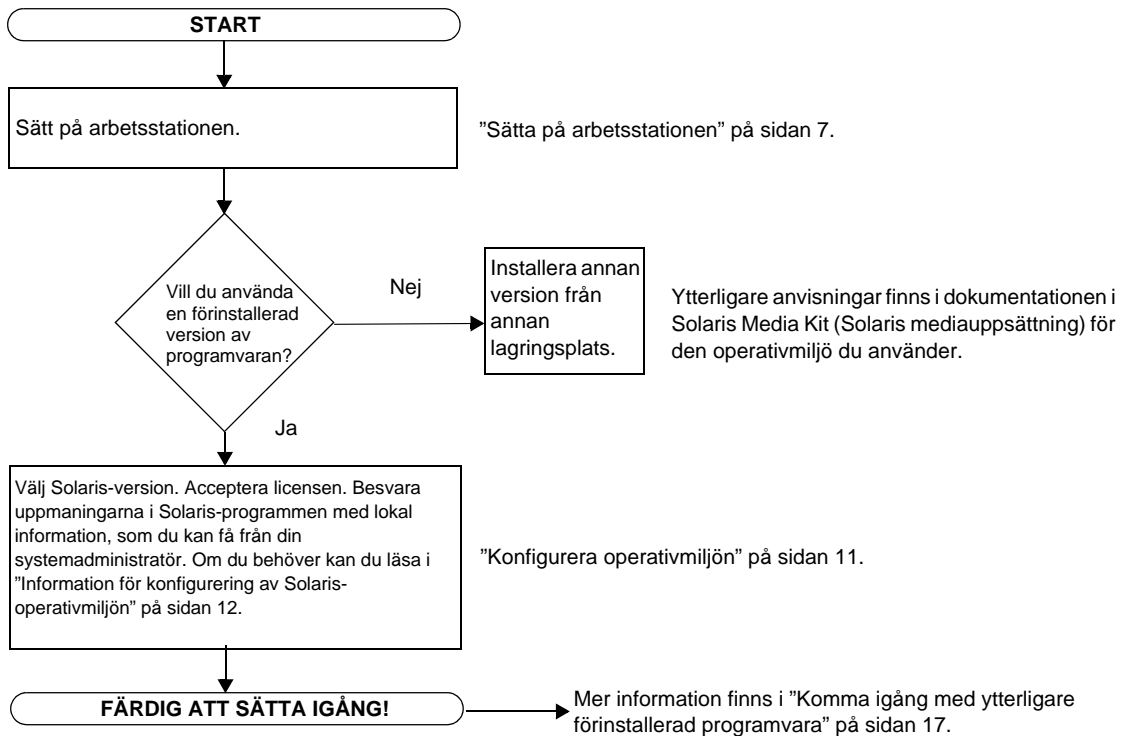 START
Sätt på arbetsstationen.
”Sätta på arbetsstationen” på sidan 7.
Vill du använda
en förinstallerad
version av
programvaran?
Nej
Installera annan
version från
annan
lagringsplats.
Ytterligare anvisningar finns i dokumentationen i
Solaris Media Kit (Solaris mediauppsättning) för
den operativmiljö du använder.
Ja
Välj Solaris-version. Acceptera licensen. Besvara
uppmaningarna i Solaris-programmen med lokal
information, som du kan få från din
systemadministratör. Om du behöver kan du läsa i
”Information för konfigurering av Solaris-
operativmiljön” på sidan 12.
”Konfigurera operativmiljön” på sidan 11.
FÄRDIG ATT SÄTTA IGÅNG!
Mer information finns i ”Komma igång med ytterligare
förinstallerad programvara” på sidan 17.